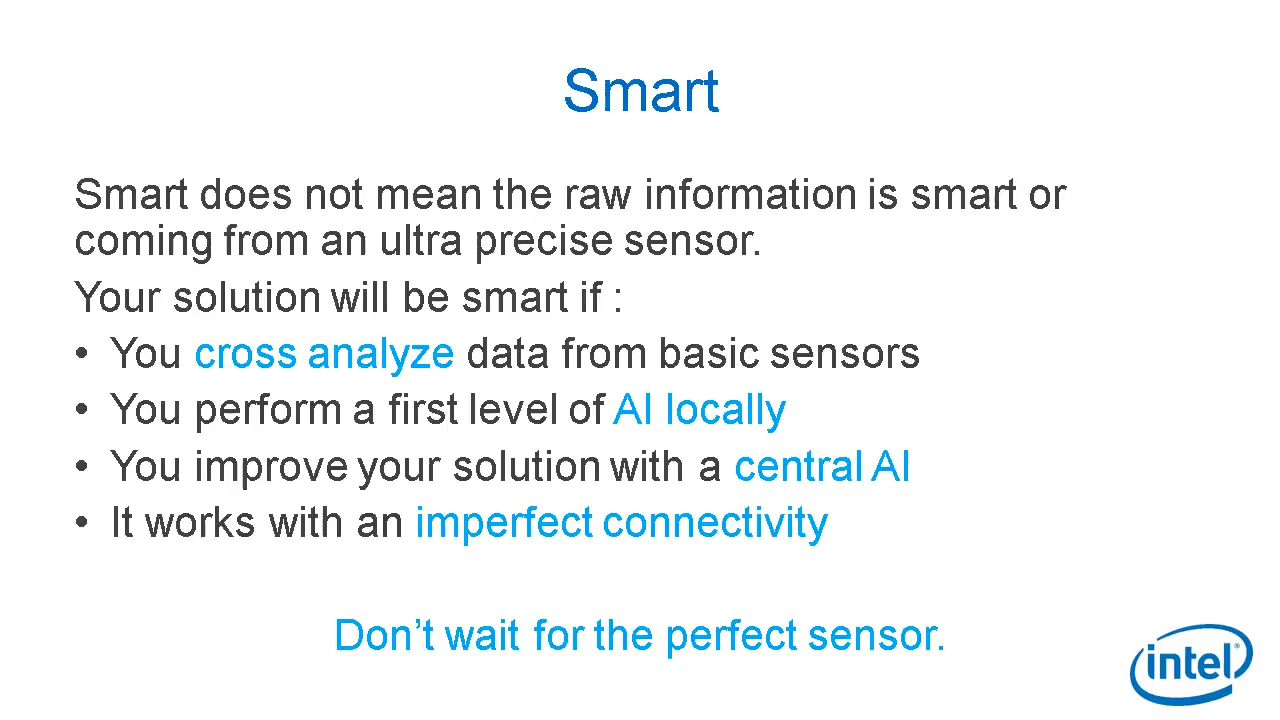 Smart
Smart does not mean the raw information is smart or
coming from an ultra precise sensor.
Your solution will be smart if :
• You cross analyze data from basic sensors
• You perform a first level of AI locally
• You improve your solution with a central AI
• It works with an imperfect connectivity
Don’t wait for the perfect sensor.
intel®